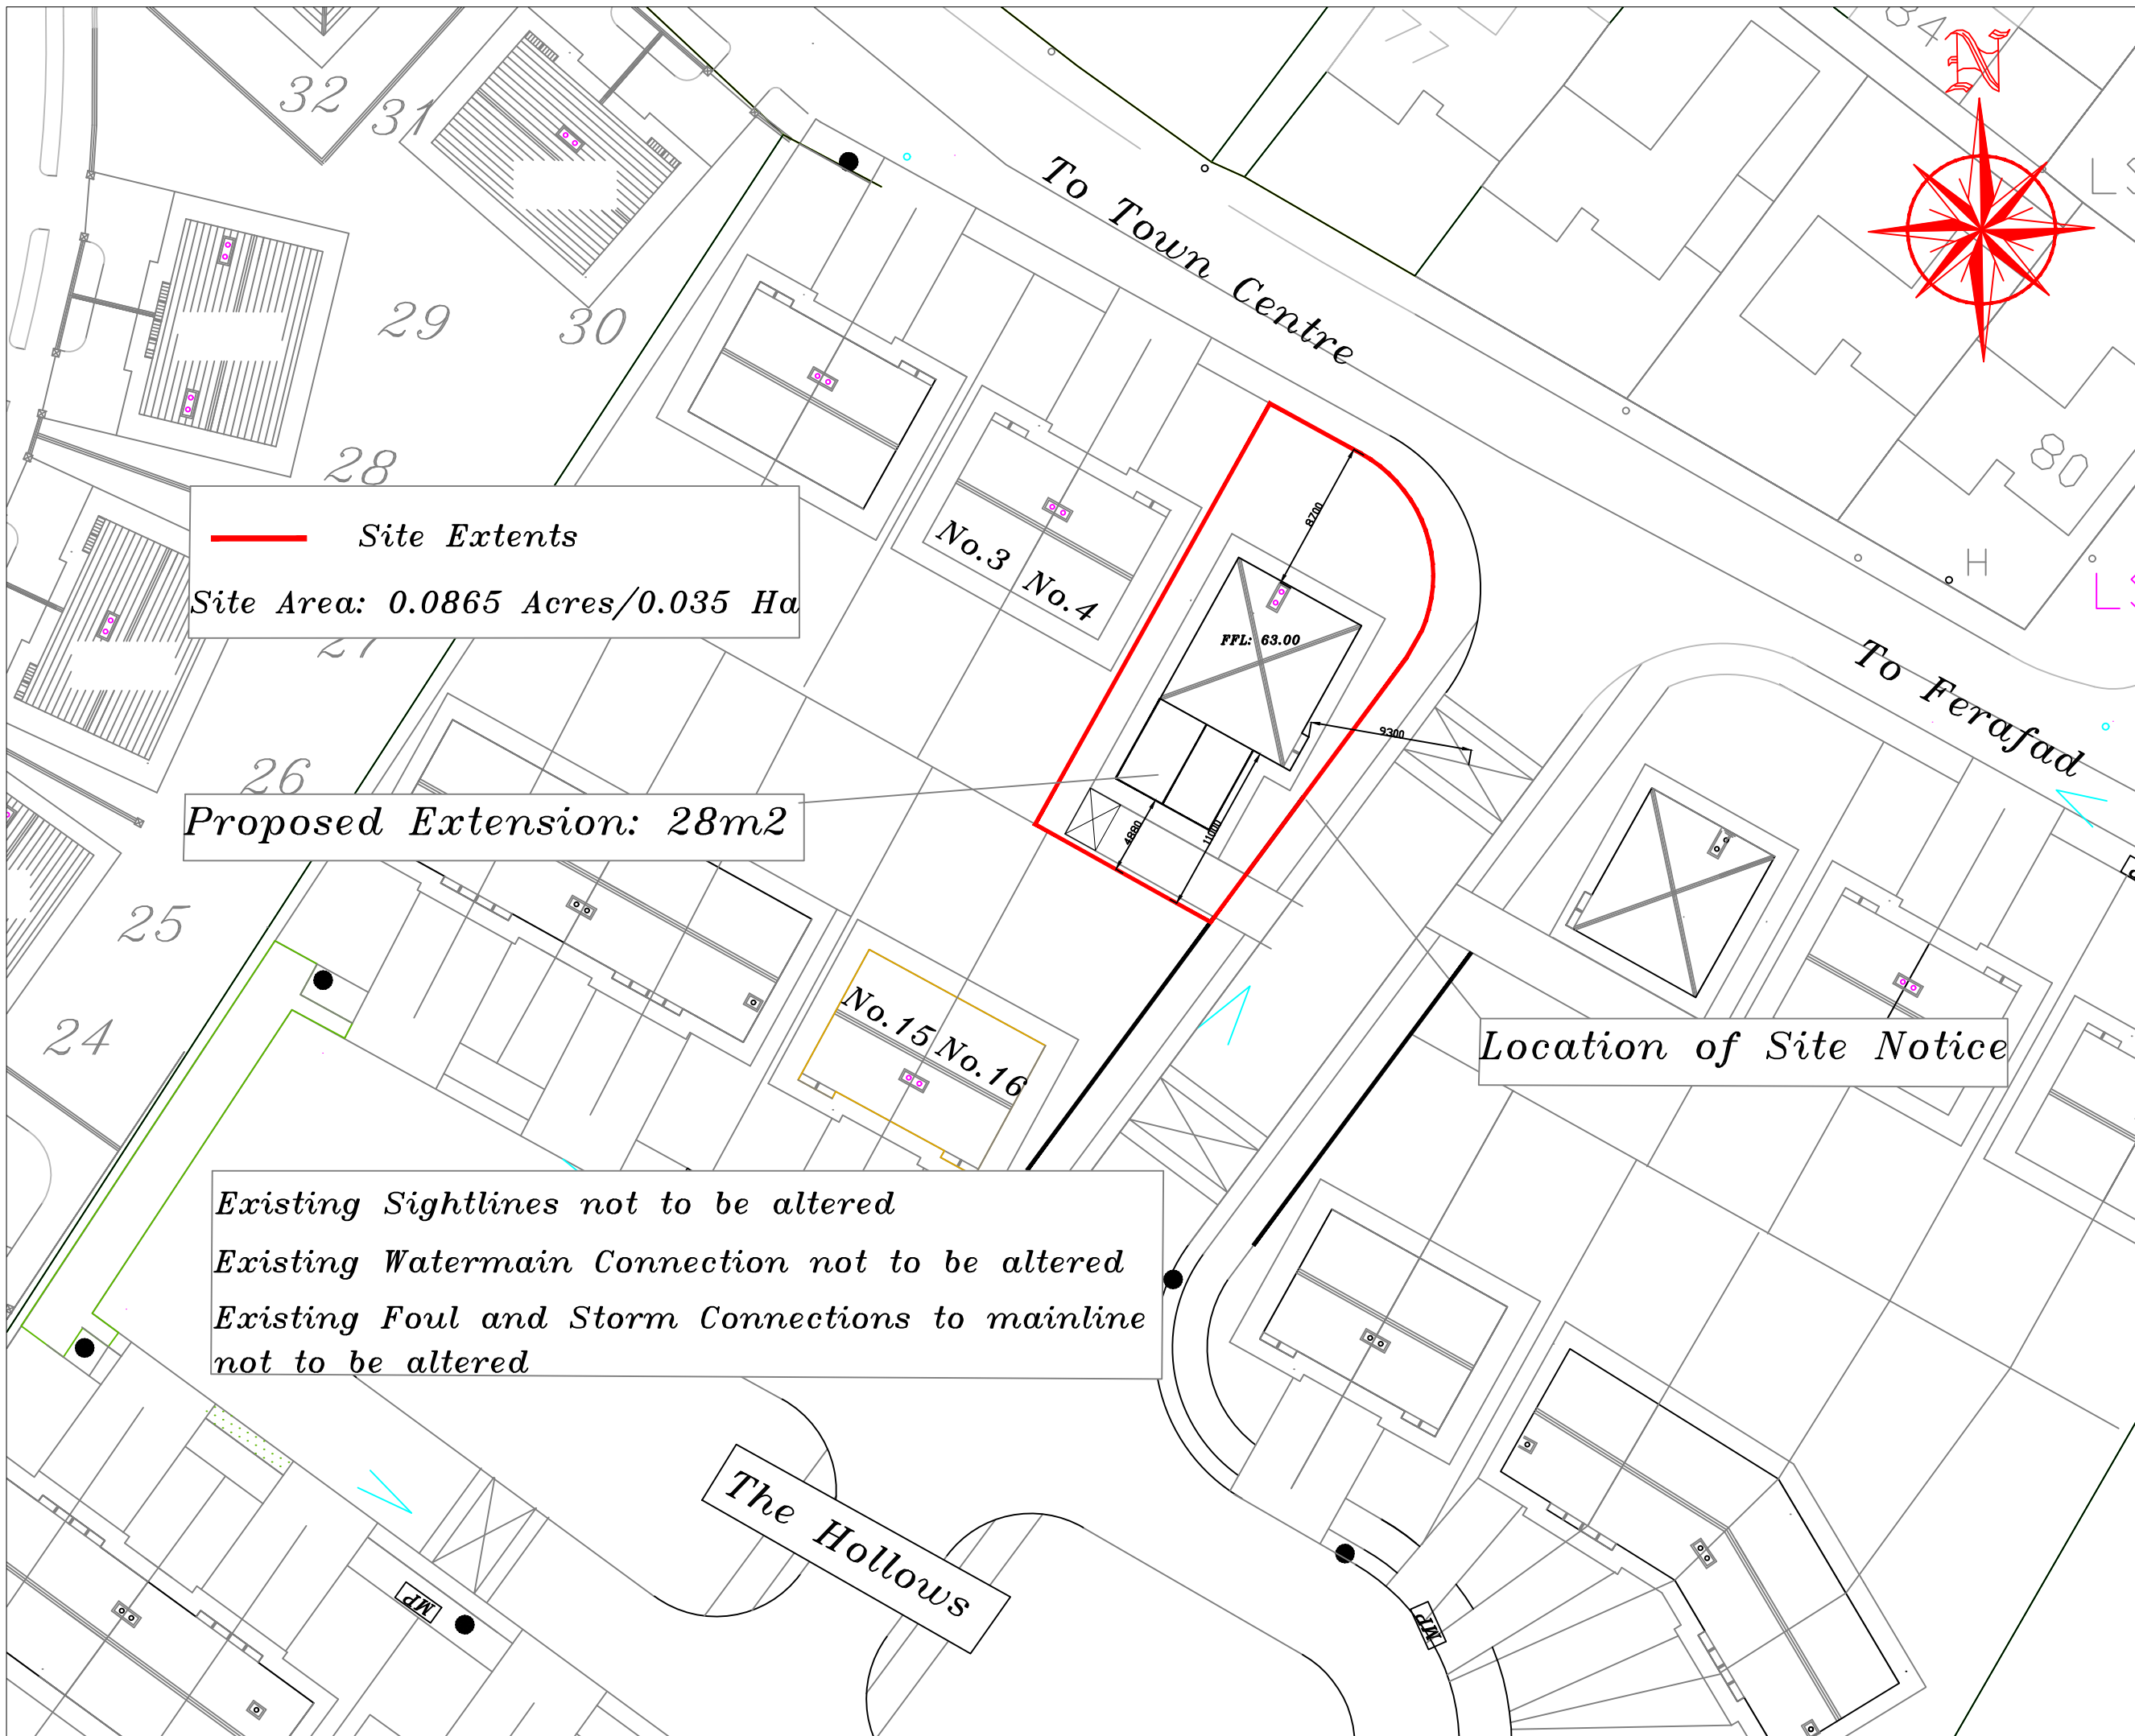 32
31
77
84
N
To Town Centre
29
30
28
80
H
Site Extents
Site Area: 0.0865 Acres/0.035 Ha
27
No.3 No.4
8700
FFL: 63.00
To Ferafad
9300
26
Proposed Extension: 28m2
4880
11000
25
24
No.15 No.16
Location of Site Notice
Existing Sightlines not to be altered
Existing Watermain Connection not to be altered
Existing Foul and Storm Connections to mainline
not to be altered
The Hollows
MP
MP